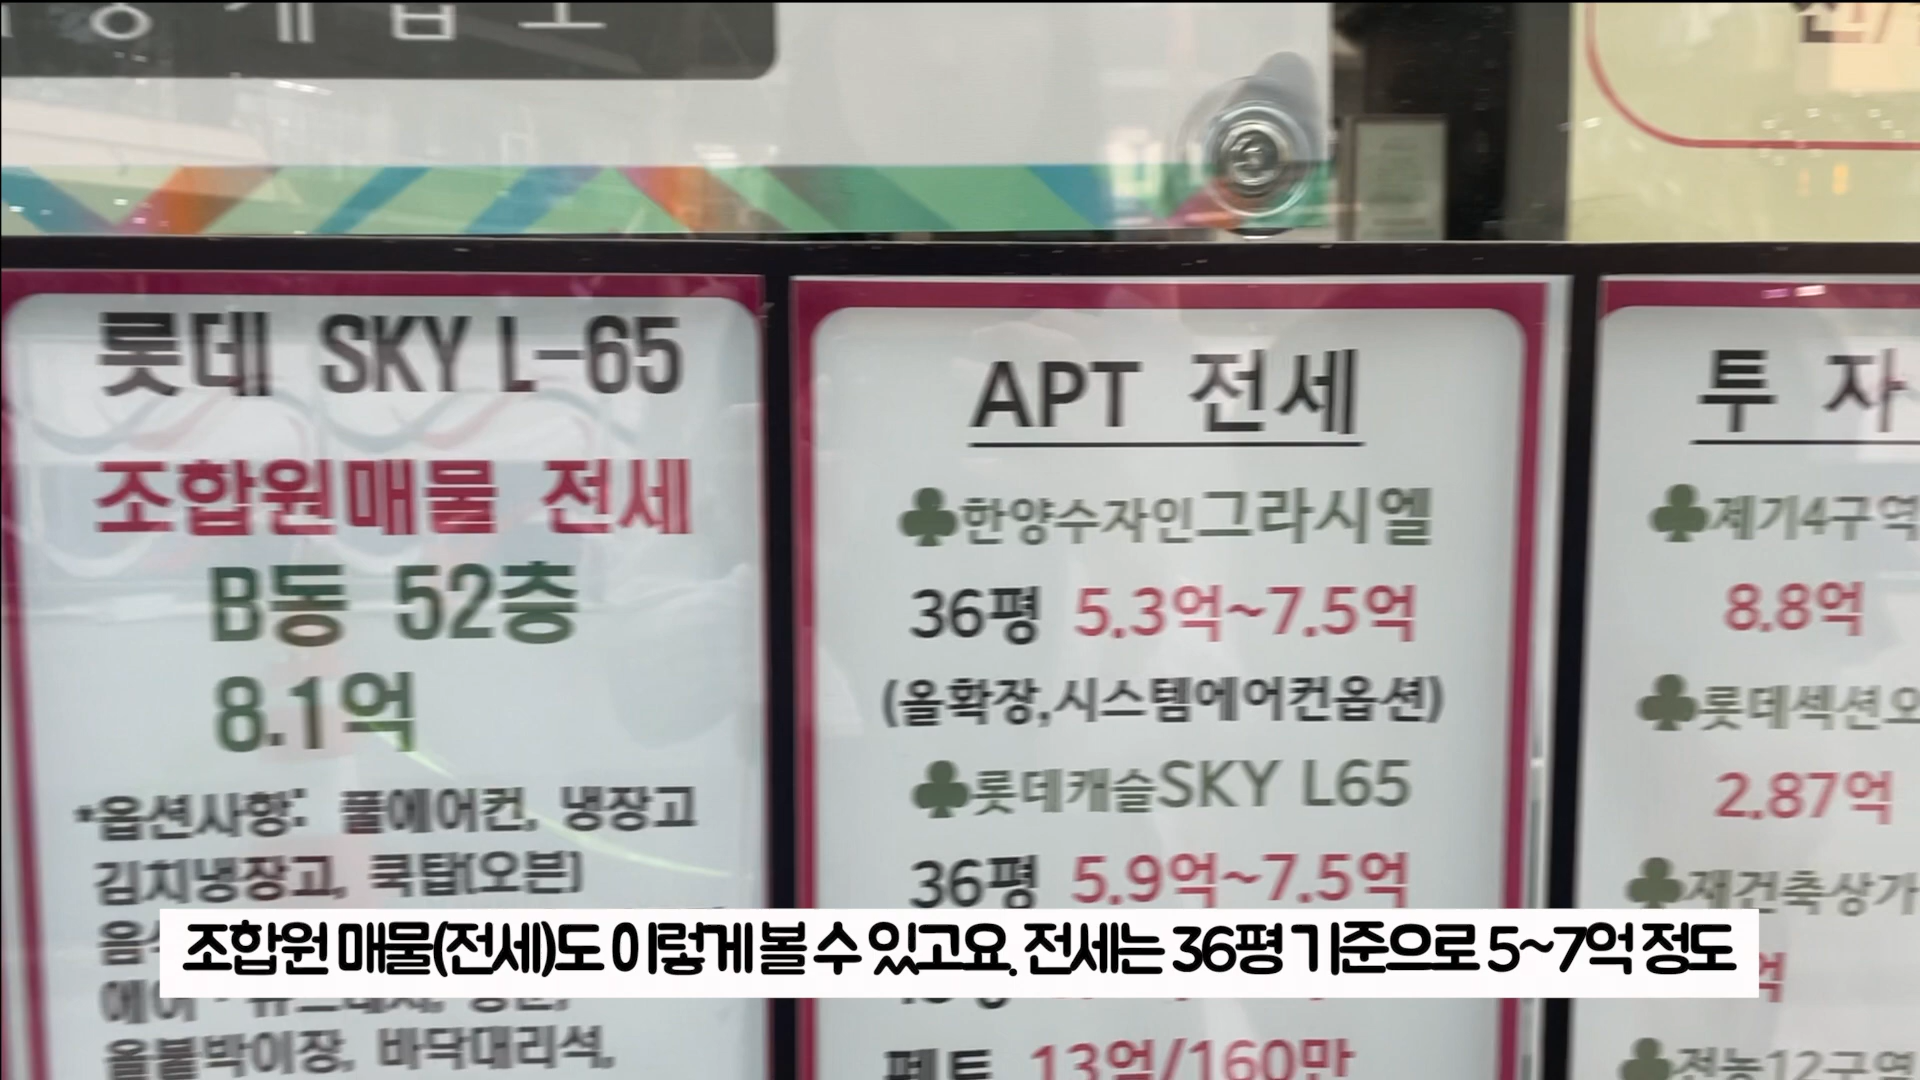 롯데 SKY L-65
조합원매물 전세
B동 52층
8.1억
*옵션사항: 풀에어컨, 냉장고
김치냉장고, 쿡탑(오븐)
올붙박이장, 바닥대리석,
APT 전세
♣한양수자인그라시엘
36평 5.3억~7.5억
(올확장,시스템에어컨옵션)
♣롯데캐슬SKY L65
36평 5.9억~7.5억
펜트 13억/160만
투 자
♣제기4구역
8.8억
♣롯데섹션오
2.87억
♣재건축상가
억
♣전농12구역
조합원 매물(전세)도 이렇게 볼 수 있고요. 전세는 36평 기준으로 5~7억 정도